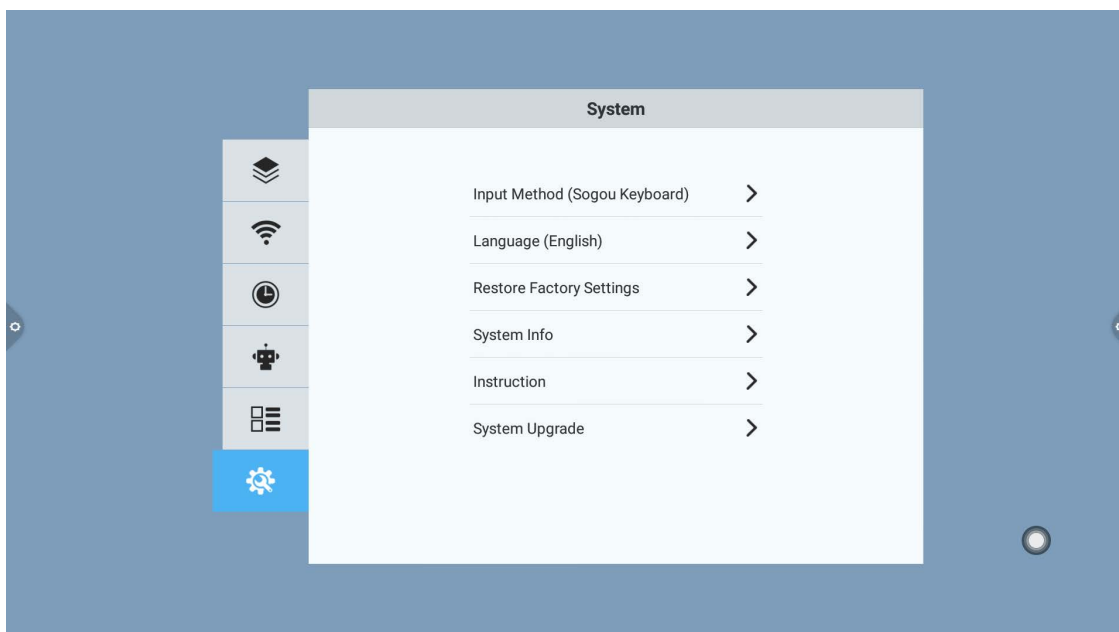 System
Input Method (Sogou Keyboard)
Language (English)
Restore Factory Settings
System Info
Instruction
System Upgrade